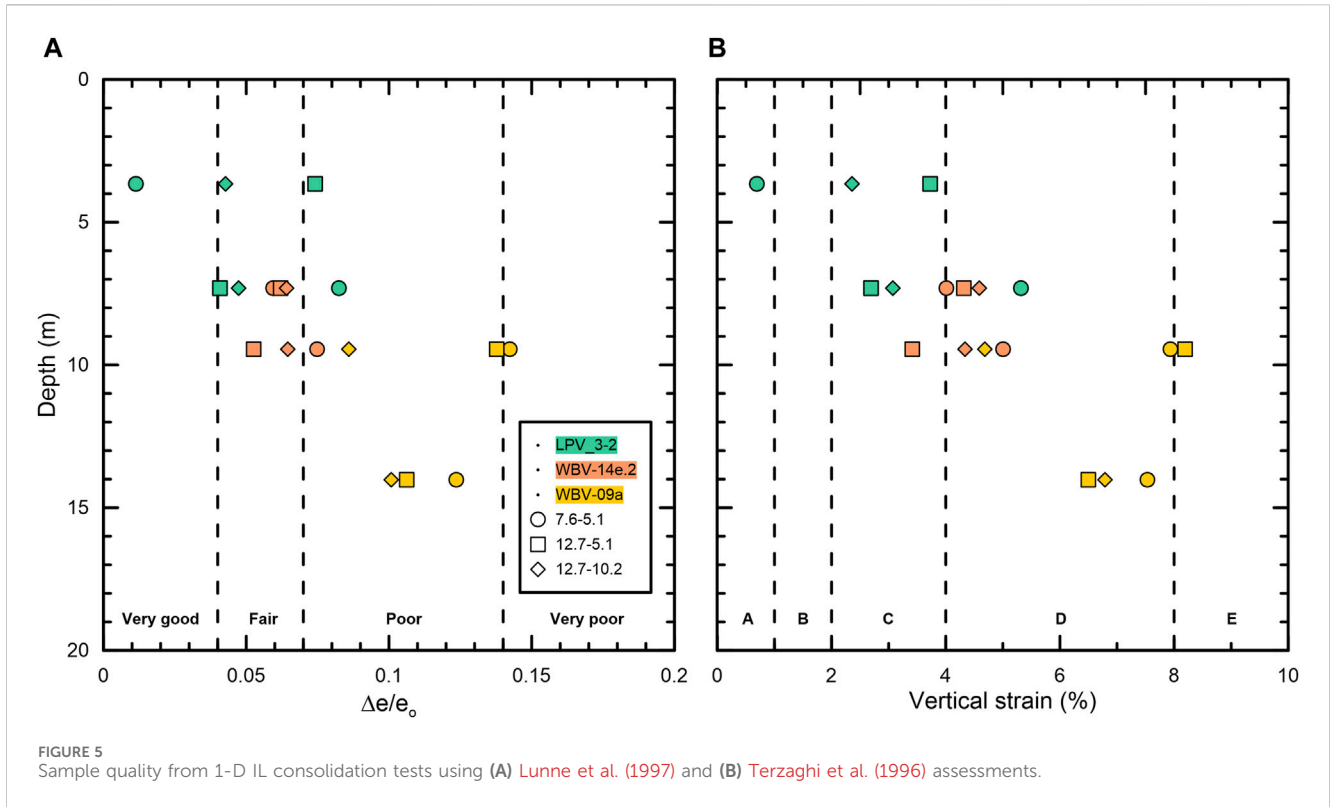 A
B
0
5
10
15
20
Depth (m)
LPV_3-2
WBV-14e.2
WBV-09a
7.6-5.1
12.7-5.1
12.7-10.2
Very good
Fair
Poor
Very poor
A
B
C
D
E
0
0.05
0.1
0.15
0.2
0
2
4
6
8
10
Δe/eₒ
Vertical strain (%)
FIGURE 5
Sample quality from 1-D IL consolidation tests using (A) Lunne et al. (1997) and (B) Terzaghi et al. (1996) assessments.